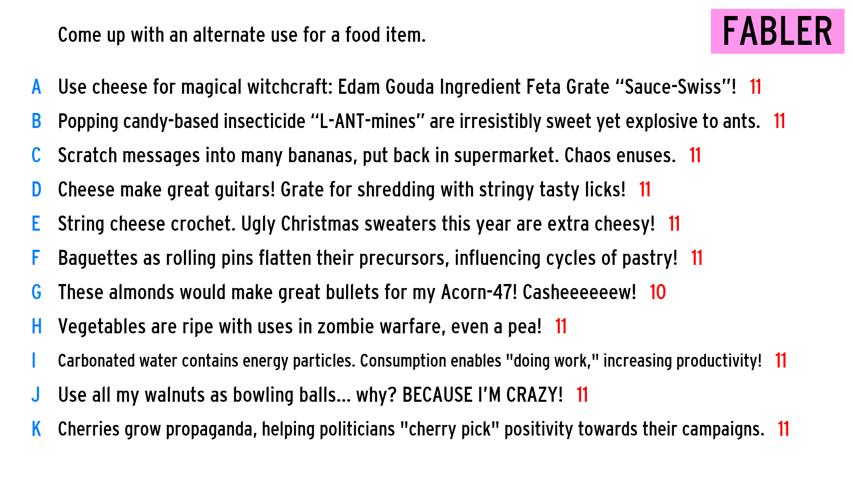 Come up with an alternate use for a food item.
FABLER
A Use cheese for magical witchcraft: Edam Gouda Ingredient Feta Grate “Sauce-Swiss”! 11
B Popping candy-based insecticide “L-ANT-mines” are irresistibly sweet yet explosive to ants. 11
C Scratch messages into many bananas, put back in supermarket. Chaos enuses. 11
D Cheese make great guitars! Grate for shredding with stringy tasty licks! 11
E String cheese crochet. Ugly Christmas sweaters this year are extra cheesy! 11
F Baguettes as rolling pins flatten their precursors, influencing cycles of pastry! 11
G These almonds would make great bullets for my Acorn-47! Casheeeeeew! 10
H Vegetables are ripe with uses in zombie warfare, even a pea! 11
I Carbonated water contains energy particles. Consumption enables "doing work," increasing productivity! 11
J Use all my walnuts as bowling balls... why? BECAUSE I’M CRAZY! 11
K Cherries grow propaganda, helping politicians "cherry pick" positivity towards their campaigns. 11